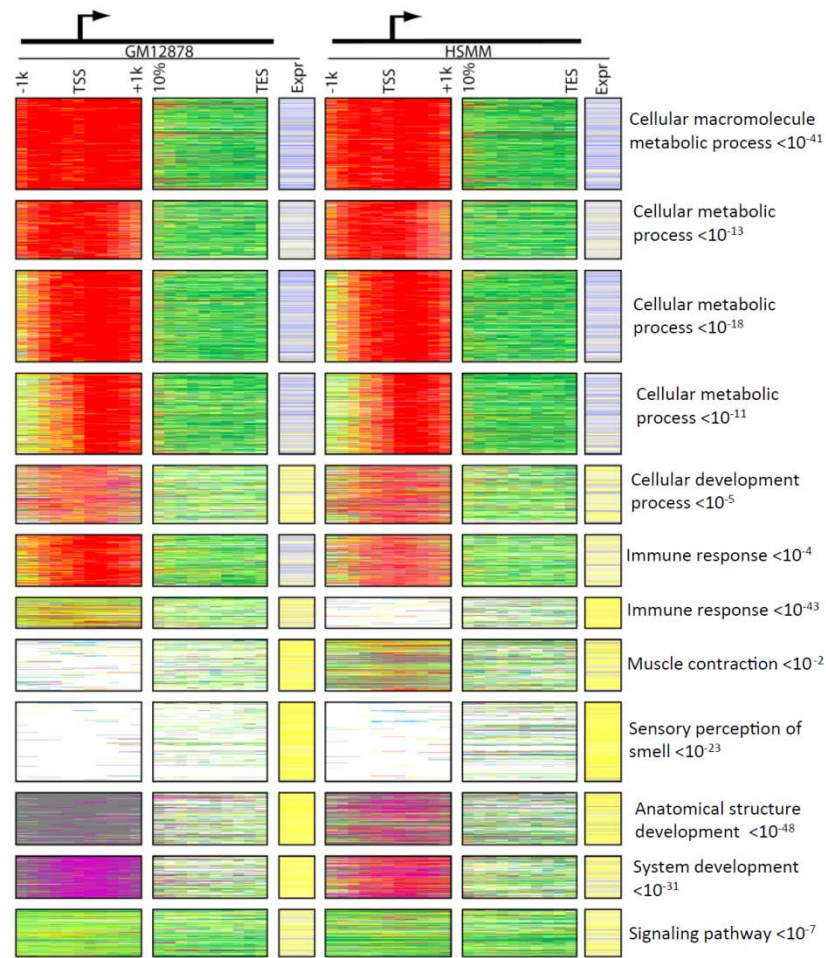 GM12878
HSMM
-1k
TSS
+1k
10%
TES
Expr
-1k
TSS
+1k
10%
TES
Expr
Cellular macromolecule
metabolic process <10⁻⁴¹
Cellular metabolic
process <10⁻¹³
Cellular metabolic
process <10⁻¹⁸
Cellular metabolic
process <10⁻¹¹
Cellular development
process <10⁻⁵
Immune response <10⁻⁴
Immune response <10⁻⁴³
Muscle contraction <10⁻²
Sensory perception of
smell <10⁻²³
Anatomical structure
development <10⁻⁴⁸
System development
<10⁻³¹
Signaling pathway <10⁻⁷